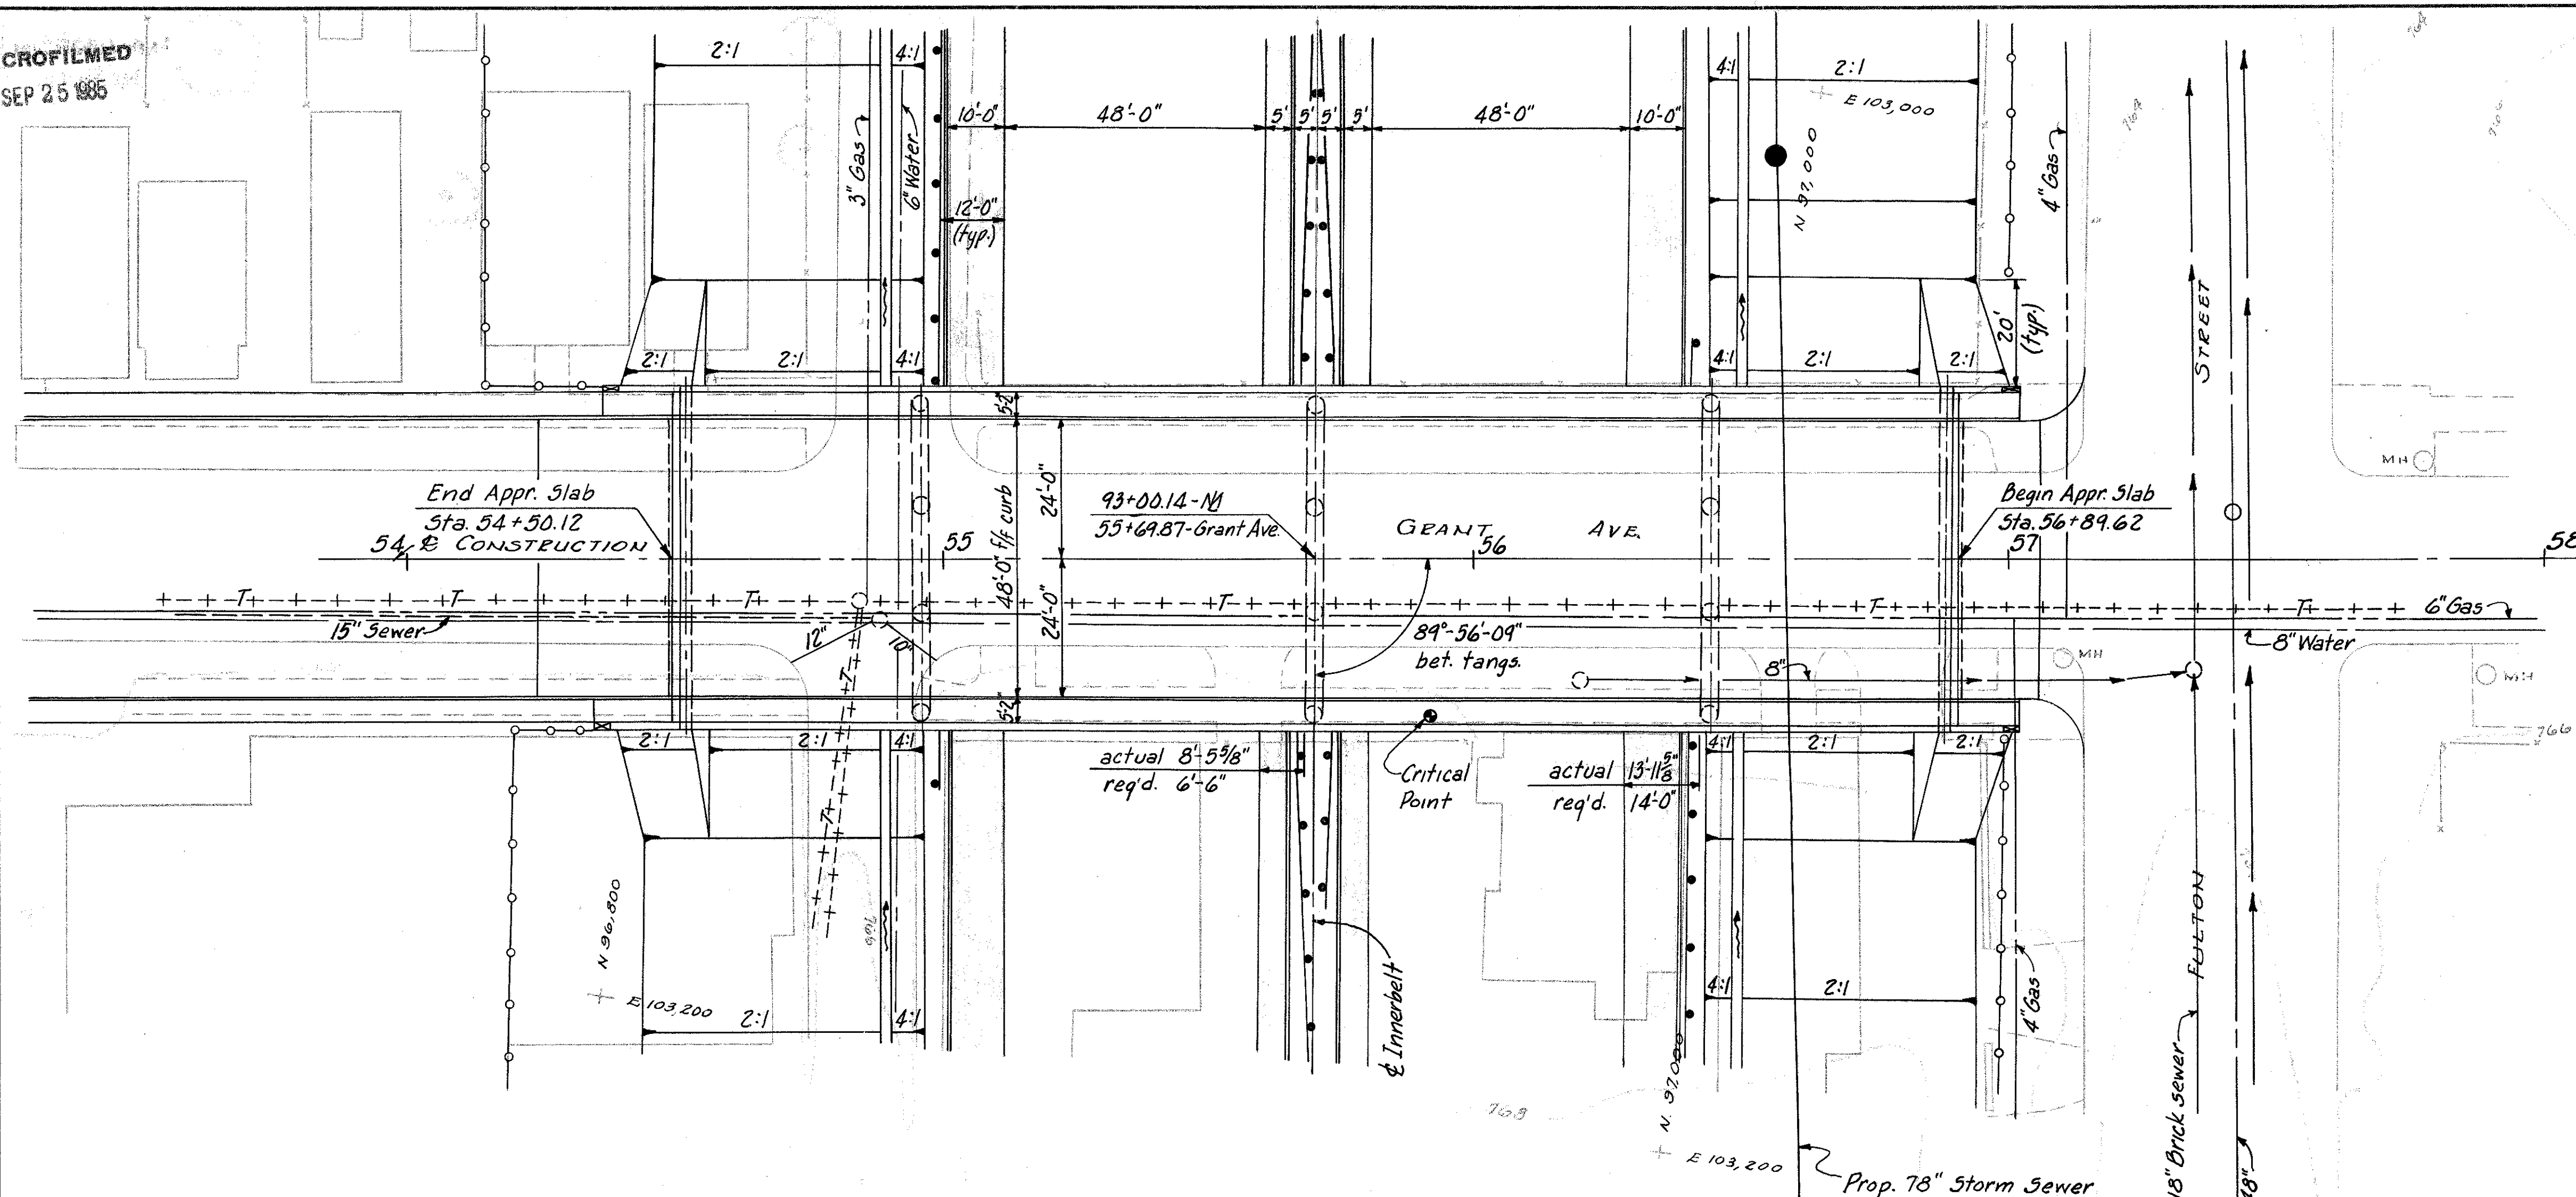 CROFILMED
SEP 25 1985
2:1
4:1
3" Gas
6" Water
10'-0"
48'-0"
5'
5'
5'
5'
48'-0"
10'-0"
12'-0"
(typ.)
4:1
2:1
E 103,000
N 97,000
4" Gas
STREET
2:1
2:1
4:1
4:1
2:1
2:1
20'
(typ.)
5'-2"
24'-0"
48'-0" f/f curb
24'-0"
5'-2"
MH
End Appr. Slab
Sta. 54+50.12
54
℄ CONSTRUCTION
55
93+00.14-
55+69.87-Grant Ave.
GRANT AVE.
56
Begin Appr. Slab
Sta. 56+89.62
57
58
T
T
T
T
T
T
6" Gas
15" Sewer
12"
10"
89°-56'-09"
bet. tangs.
8"
8" Water
MH
MH
T
T
2:1
2:1
4:1
actual 8'-5 5/8"
req'd. 6'-6"
Critical
Point
actual 13'-11 5/8"
req'd. 14'-0"
4:1
2:1
2:1
766
N 96,800
E 103,200
2:1
4:1
℄ Innerbelt
4:1
2:1
4" Gas
FULTON
768
N. 97,000
E 103,200
Prop. 78" Storm Sewer
18" Brick sewer
48"